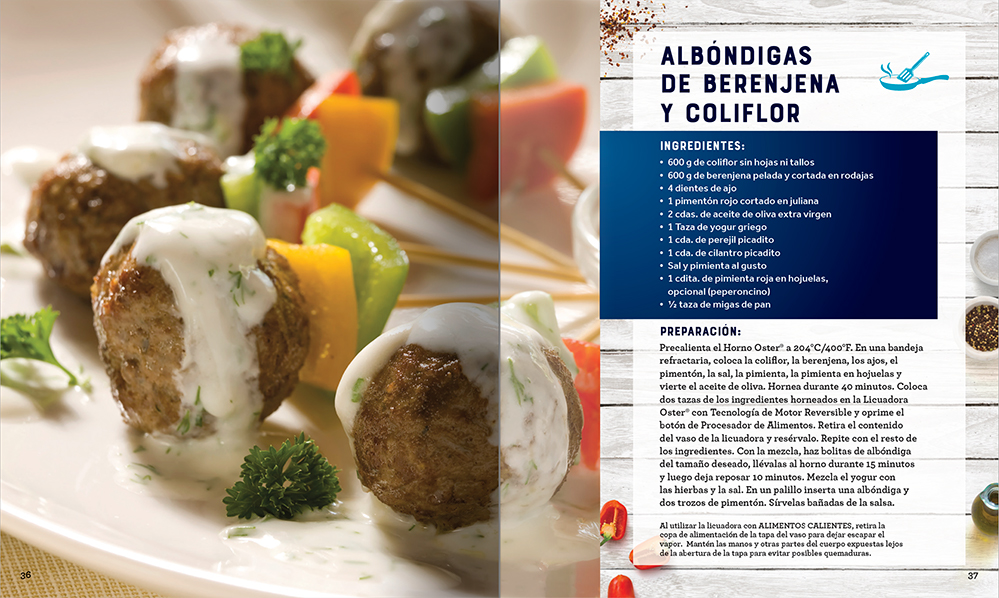 ALBÓNDIGAS
DE BERENJENA
Y COLIFLOR
INGREDIENTES:
• 600 g de coliflor sin hojas ni tallos
• 600 g de berenjena pelada y cortada en rodajas
• 4 dientes de ajo
• 1 pimentón rojo cortado en juliana
• 2 cdas. de aceite de oliva extra virgen
• 1 Taza de yogur griego
• 1 cda. de perejil picadito
• 1 cda. de cilantro picadito
• Sal y pimienta al gusto
• 1 cdita. de pimienta roja en hojuelas,
opcional (peperoncino)
• ½ taza de migas de pan
PREPARACIÓN:
Precalienta el Horno Oster® a 204°C/400°F. En una bandeja
refractaria, coloca la coliflor, la berenjena, los ajos, el
pimentón, la sal, la pimienta, la pimienta en hojuelas y
vierte el aceite de oliva. Hornea durante 40 minutos. Coloca
dos tazas de los ingredientes horneados en la Licuadora
Oster® con Tecnología de Motor Reversible y oprime el
botón de Procesador de Alimentos. Retira el contenido
del vaso de la licuadora y resérvalo. Repite con el resto de
los ingredientes. Con la mezcla, haz bolitas de albóndiga
del tamaño deseado, llévalas al horno durante 15 minutos
y luego deja reposar 10 minutos. Mezcla el yogur con
las hierbas y la sal. En un palillo inserta una albóndiga y
dos trozos de pimentón. Sírvelas bañadas de la salsa.
Al utilizar la licuadora con ALIMENTOS CALIENTES, retira la
copa de alimentación de la tapa del vaso para dejar escapar el
vapor. Mantén las manos y otras partes del cuerpo expuestas lejos
de la abertura de la tapa para evitar posibles quemaduras.
36
37